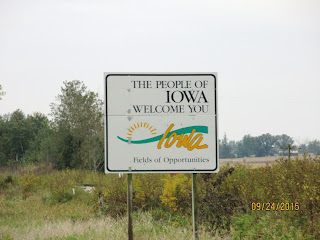 THE PEOPLE OF
IOWA
WELCOME YOU
Iowa
Fields of Opportunities
09/24/2015